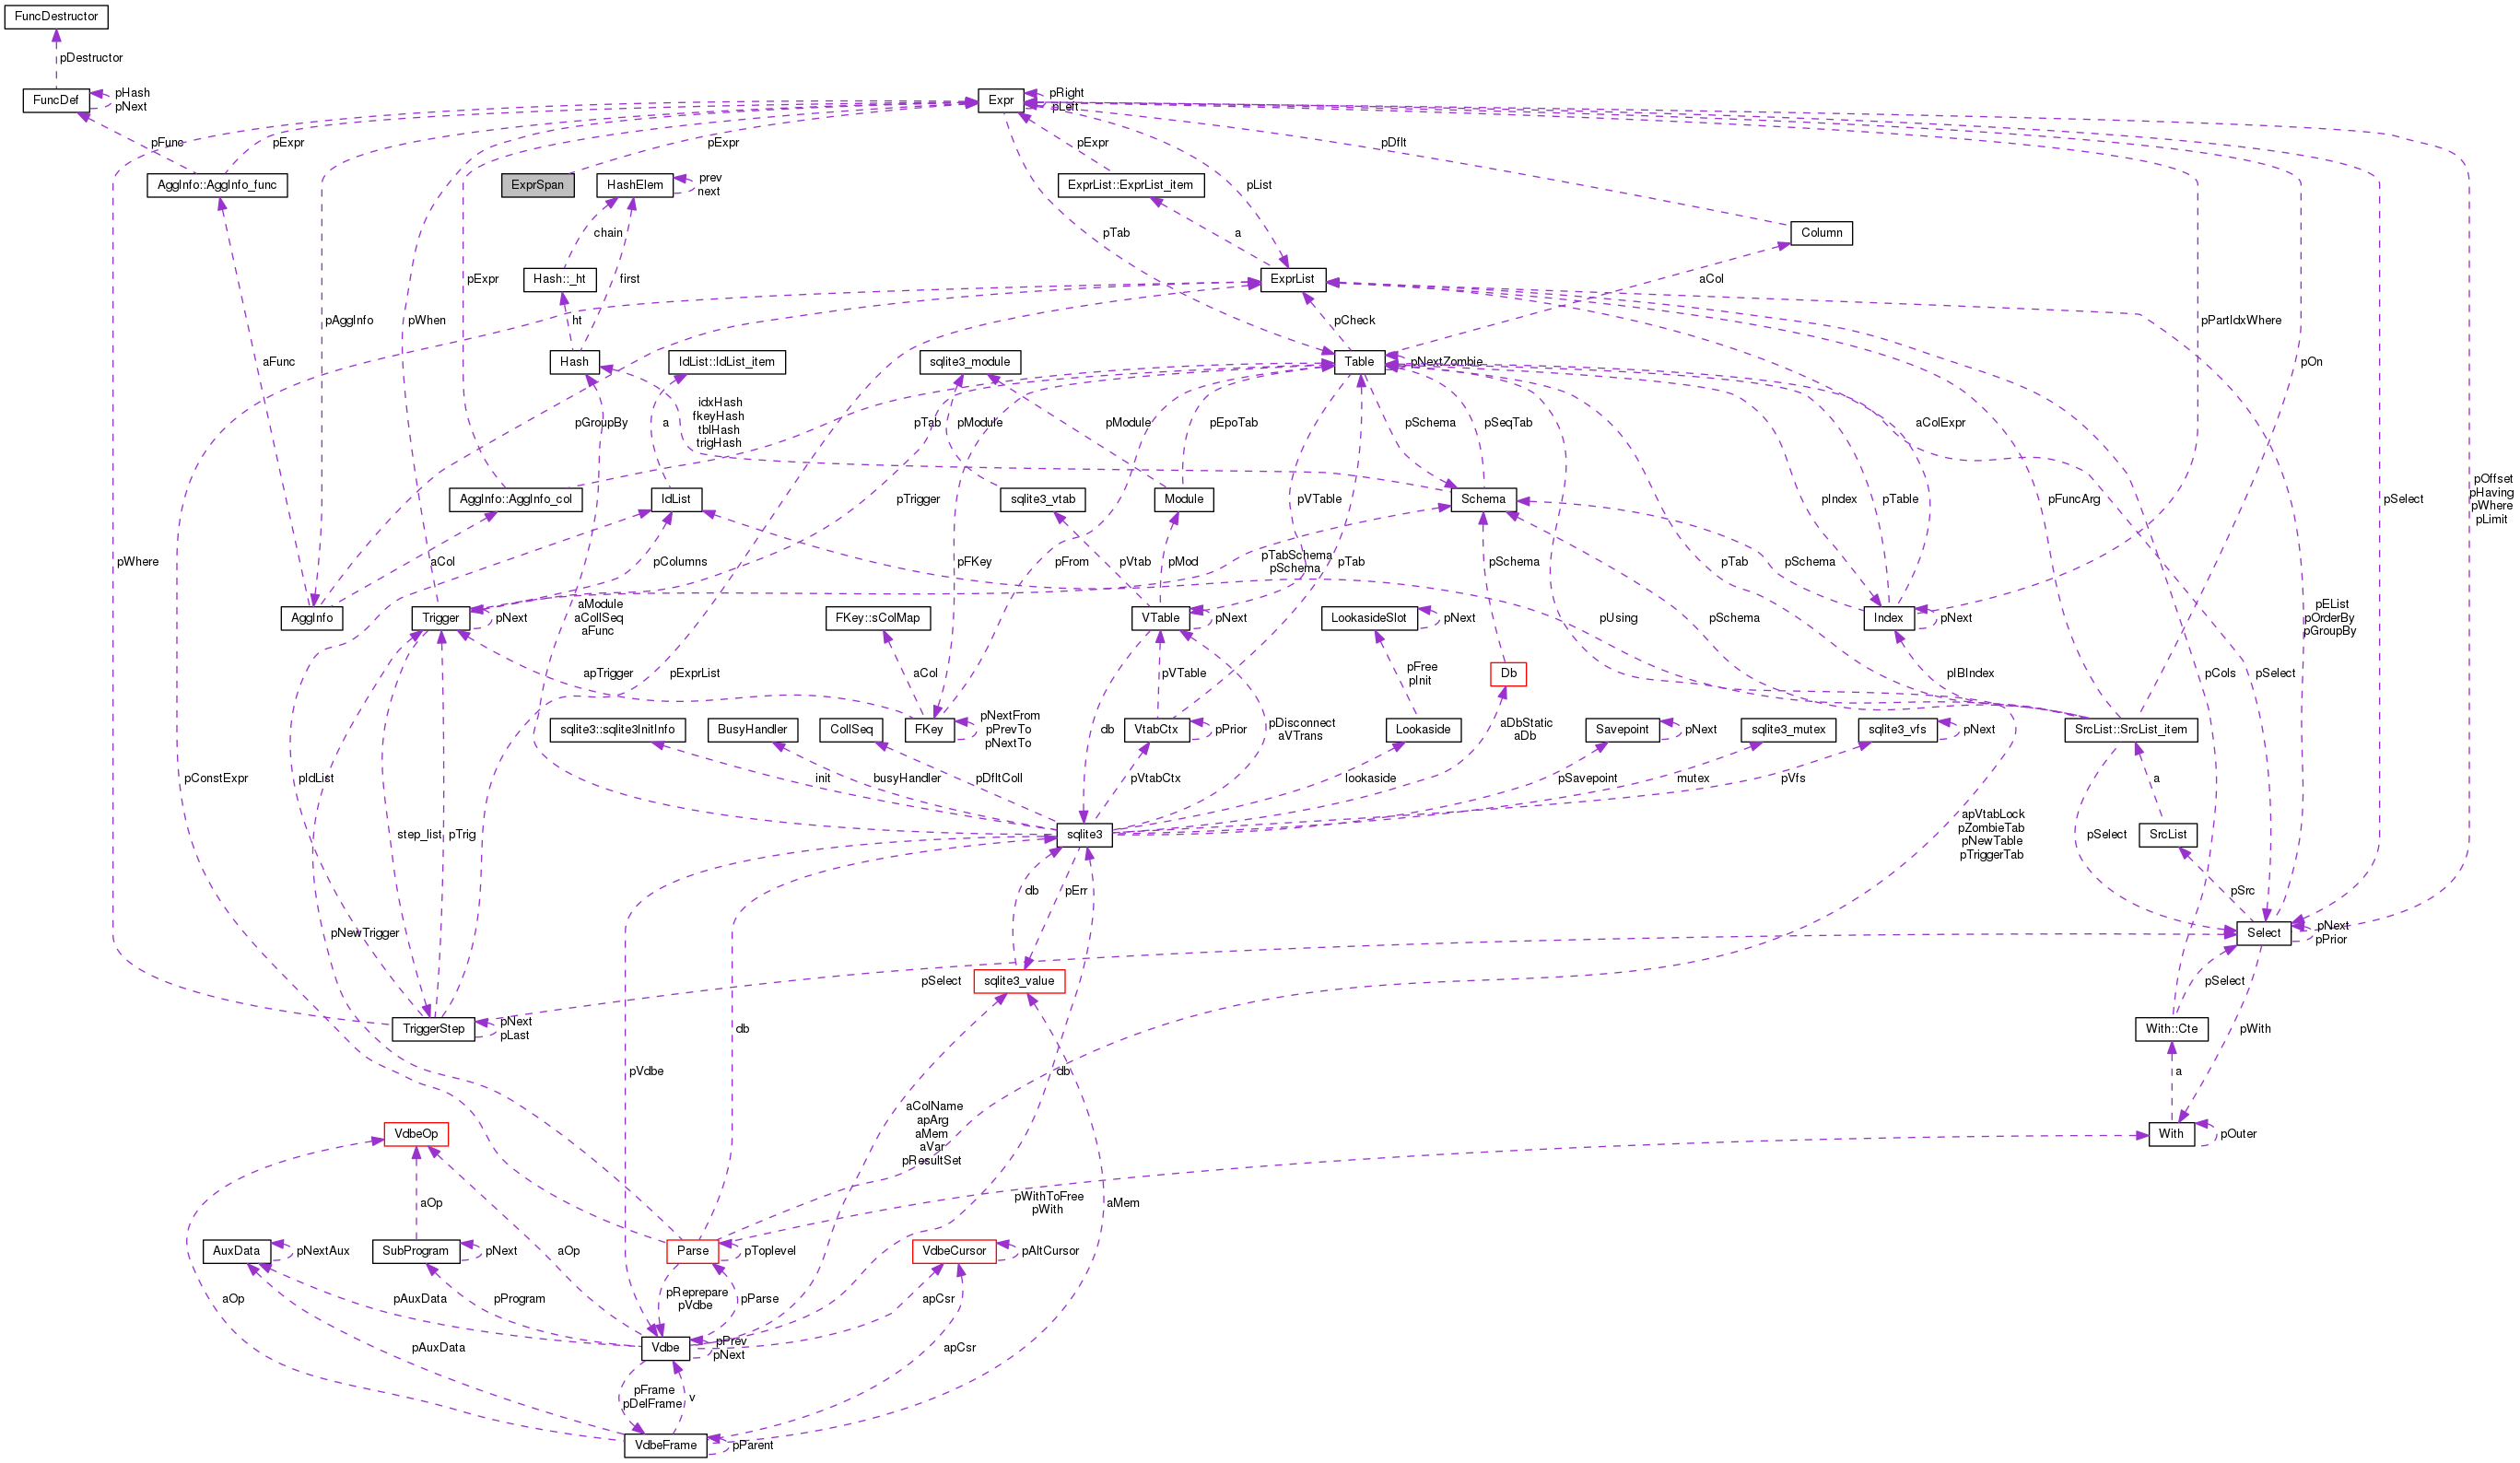 FuncDestructor
pDestructor
FuncDef
pHash
pNext
Expr
pRight
pLeft
pFunc
pExpr
pExpr
pExpr
pDflt
AggInfo::AggInfo_func
ExprSpan
HashElem
prev
next
ExprList::ExprList_item
pList
chain
pTab
a
Column
Hash::_ht
first
pExpr
ExprList
aCol
ht
pAggInfo
pWhen
pCheck
pPartIdxWhere
aFunc
Hash
IdList::IdList_item
sqlite3_module
Table
pNextZombie
pOn
idxHash
fkeyHash
tblHash
trigHash
pGroupBy
a
pTab
pModule
pModule
pEpoTab
pSchema
pSeqTab
aColExpr
AggInfo::AggInfo_col
IdList
pTrigger
sqlite3_vtab
Module
pVTable
Schema
pIndex
pTable
pFuncArg
pSelect
pOffset
pHaving
pWhere
pLimit
pWhere
aCol
pColumns
pFKey
pFrom
pVtab
pMod
pTabSchema
pSchema
pTab
pSchema
pTab
pSchema
AggInfo
Trigger
pNext
aModule
aCollSeq
aFunc
FKey::sColMap
VTable
pNext
LookasideSlot
pNext
pUsing
pSchema
Index
pNext
pEList
pOrderBy
pGroupBy
apTrigger
pExprList
aCol
pVTable
pFree
pInit
Db
pIBIndex
pCols
pSelect
sqlite3::sqlite3InitInfo
BusyHandler
CollSeq
FKey
pNextFrom
pPrevTo
pNextTo
db
VtabCtx
pPrior
pDisconnect
aVTrans
Lookaside
aDbStatic
aDb
Savepoint
pNext
sqlite3_mutex
sqlite3_vfs
pNext
SrcList::SrcList_item
pConstExpr
pIdList
init
busyHandler
pDfltColl
pVtabCtx
lookaside
pSavepoint
mutex
pVfs
a
step_list
pTrig
sqlite3
apVtabLock
pZombieTab
pNewTable
pTriggerTab
pSelect
SrcList
db
pErr
pSrc
pNewTrigger
Select
pNext
pPrior
pSelect
sqlite3_value
pSelect
TriggerStep
pNext
pLast
db
With::Cte
pWith
pVdbe
db
a
aColName
apArg
aMem
aVar
pResultSet
VdbeOp
With
pOuter
aOp
pWithToFree
pWith
aMem
AuxData
pNextAux
SubProgram
pNext
aOp
Parse
pToplevel
VdbeCursor
pAltCursor
aOp
pAuxData
pProgram
pReprepare
pVdbe
pParse
apCsr
pAuxData
Vdbe
pPrev
pNext
apCsr
pFrame
pDelFrame
v
VdbeFrame
pParent